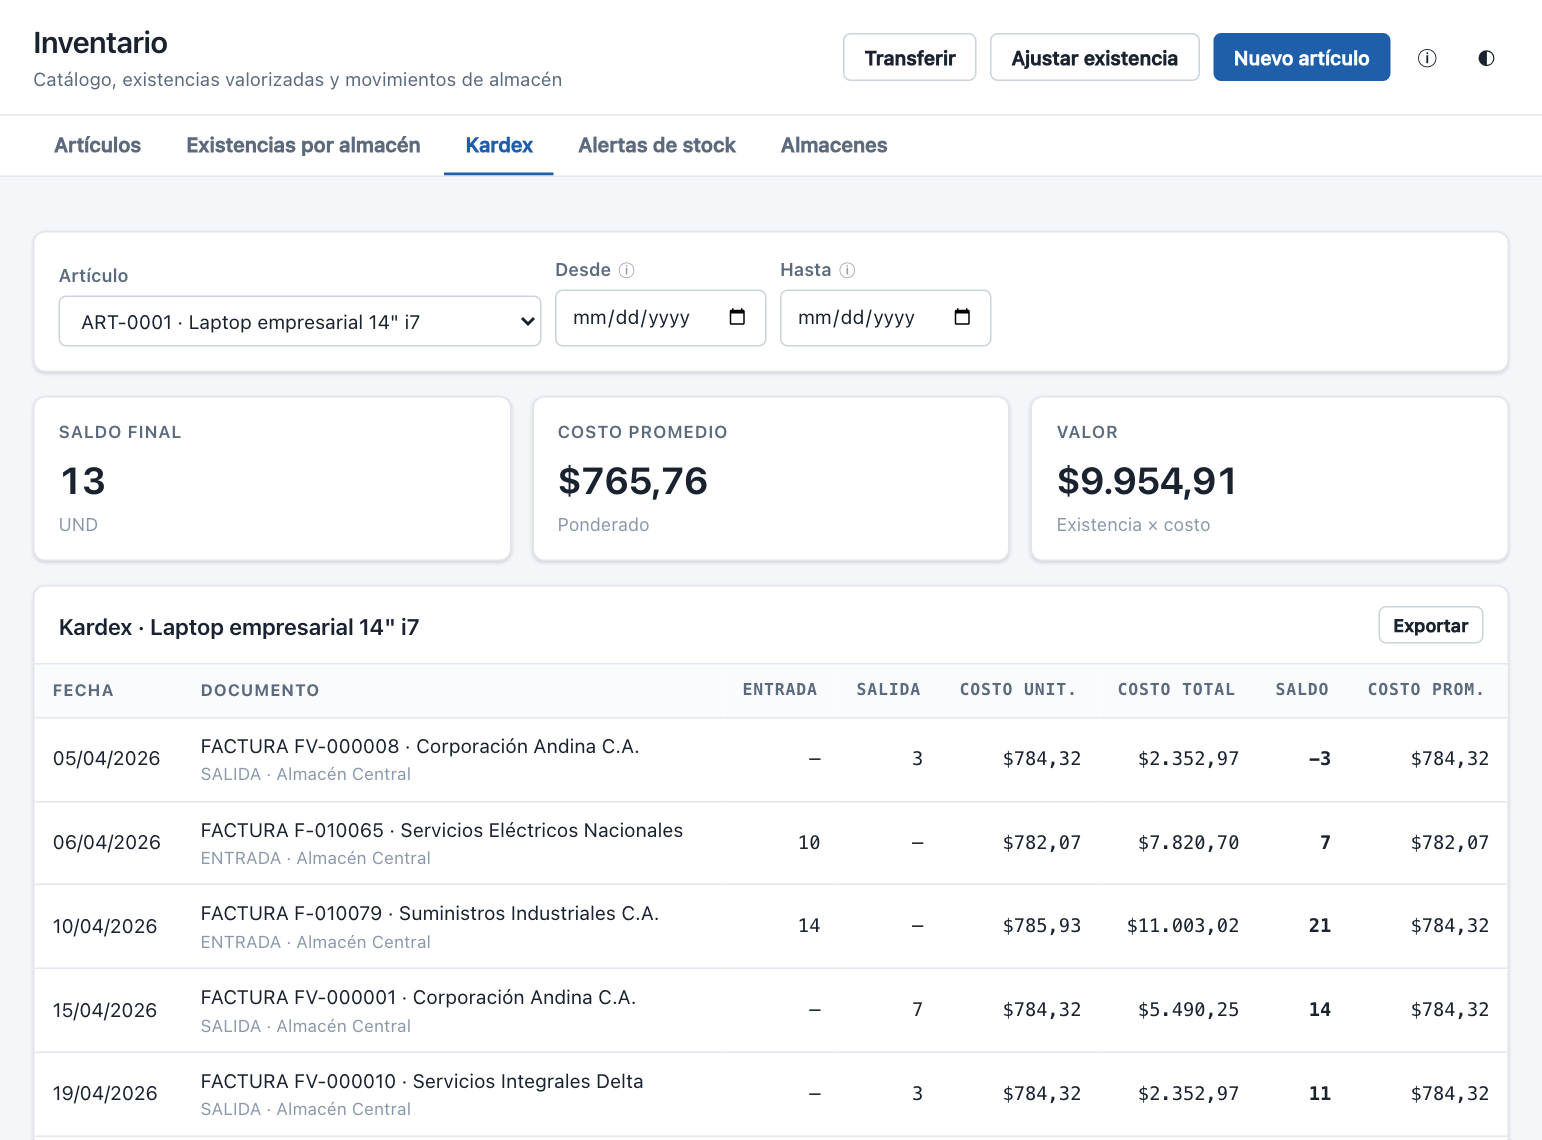 Inventario
Catálogo, existencias valorizadas y movimientos de almacén
Transferir
Ajustar existencia
Nuevo artículo
Artículos
Existencias por almacén
Kardex
Alertas de stock
Almacenes
Artículo
Desde
Hasta
ART-0001 · Laptop empresarial 14" i7
mm/dd/yyyy
mm/dd/yyyy
SALDO FINAL
13
UND
COSTO PROMEDIO
$765,76
Ponderado
VALOR
$9.954,91
Existencia × costo
Kardex · Laptop empresarial 14" i7
Exportar
FECHA DOCUMENTO ENTRADA SALIDA COSTO UNIT. COSTO TOTAL SALDO COSTO PROM.
05/04/2026 FACTURA FV-000008 · Corporación Andina C.A. – 3 $784,32 $2.352,97 −3 $784,32
SALIDA · Almacén Central
06/04/2026 FACTURA F-010065 · Servicios Eléctricos Nacionales 10 – $782,07 $7.820,70 7 $782,07
ENTRADA · Almacén Central
10/04/2026 FACTURA F-010079 · Suministros Industriales C.A. 14 – $785,93 $11.003,02 21 $784,32
ENTRADA · Almacén Central
15/04/2026 FACTURA FV-000001 · Corporación Andina C.A. – 7 $784,32 $5.490,25 14 $784,32
SALIDA · Almacén Central
19/04/2026 FACTURA FV-000010 · Servicios Integrales Delta – 3 $784,32 $2.352,97 11 $784,32
SALIDA · Almacén Central